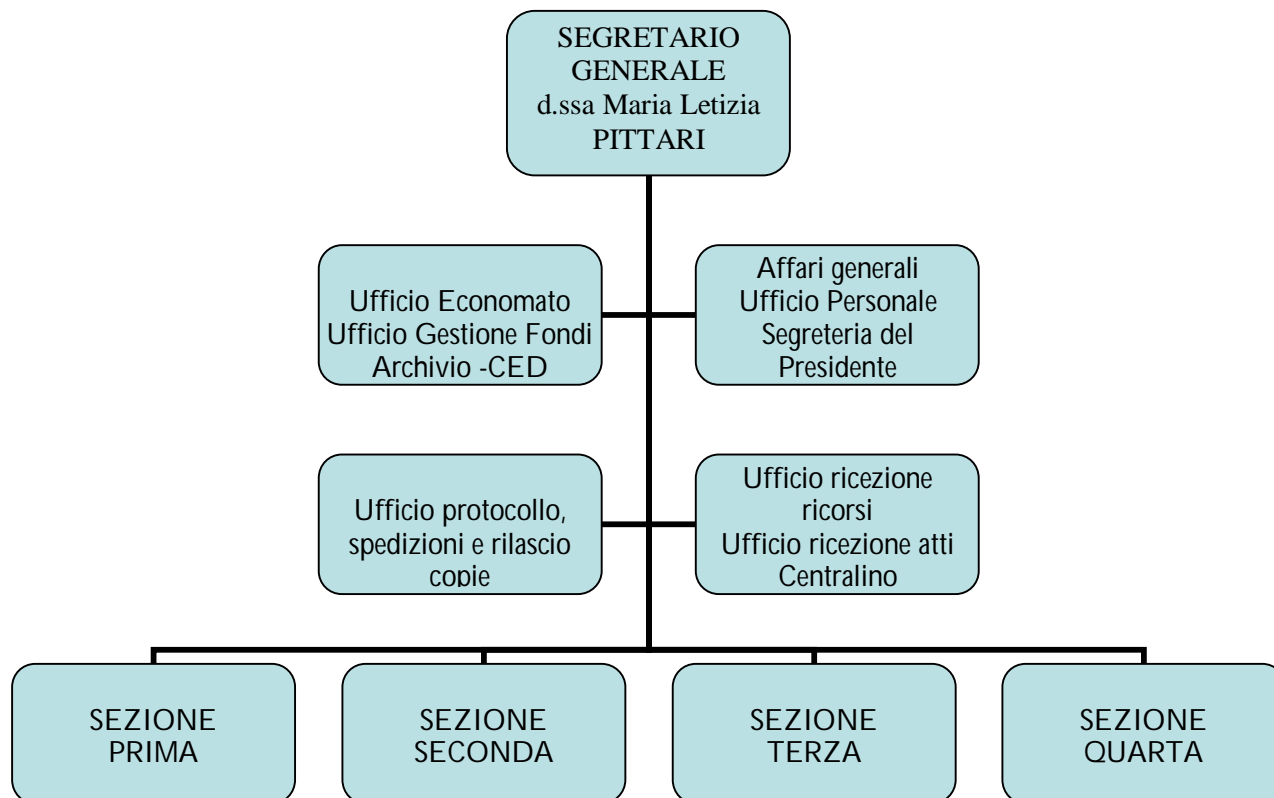 SEGRETARIO
GENERALE
d.ssa Maria Letizia
PITTARI
Ufficio Economato
Ufficio Gestione Fondi
Archivio -CED
Affari generali
Ufficio Personale
Segreteria del
Presidente
Ufficio protocollo,
spedizioni e rilascio
copie
Ufficio ricezione
ricorsi
Ufficio ricezione atti
Centralino
SEZIONE
PRIMA
SEZIONE
SECONDA
SEZIONE
TERZA
SEZIONE
QUARTA